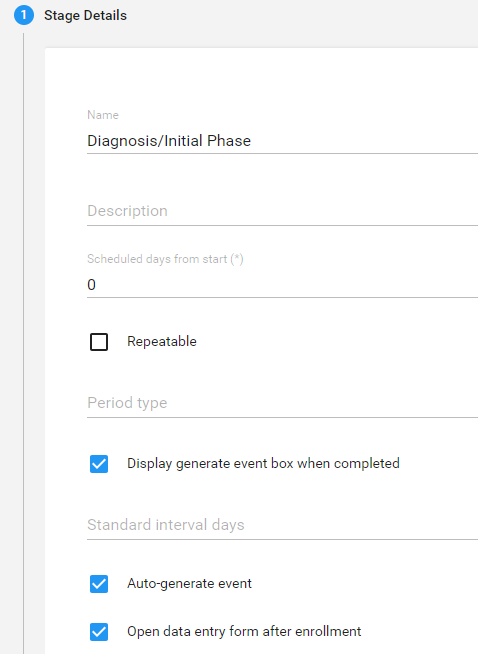 1 Stage Details
Name
Diagnosis/Initial Phase
Description
Scheduled days from start (*)
0
Repeatable
Period type
Display generate event box when completed
Standard interval days
Auto-generate event
Open data entry form after enrollment